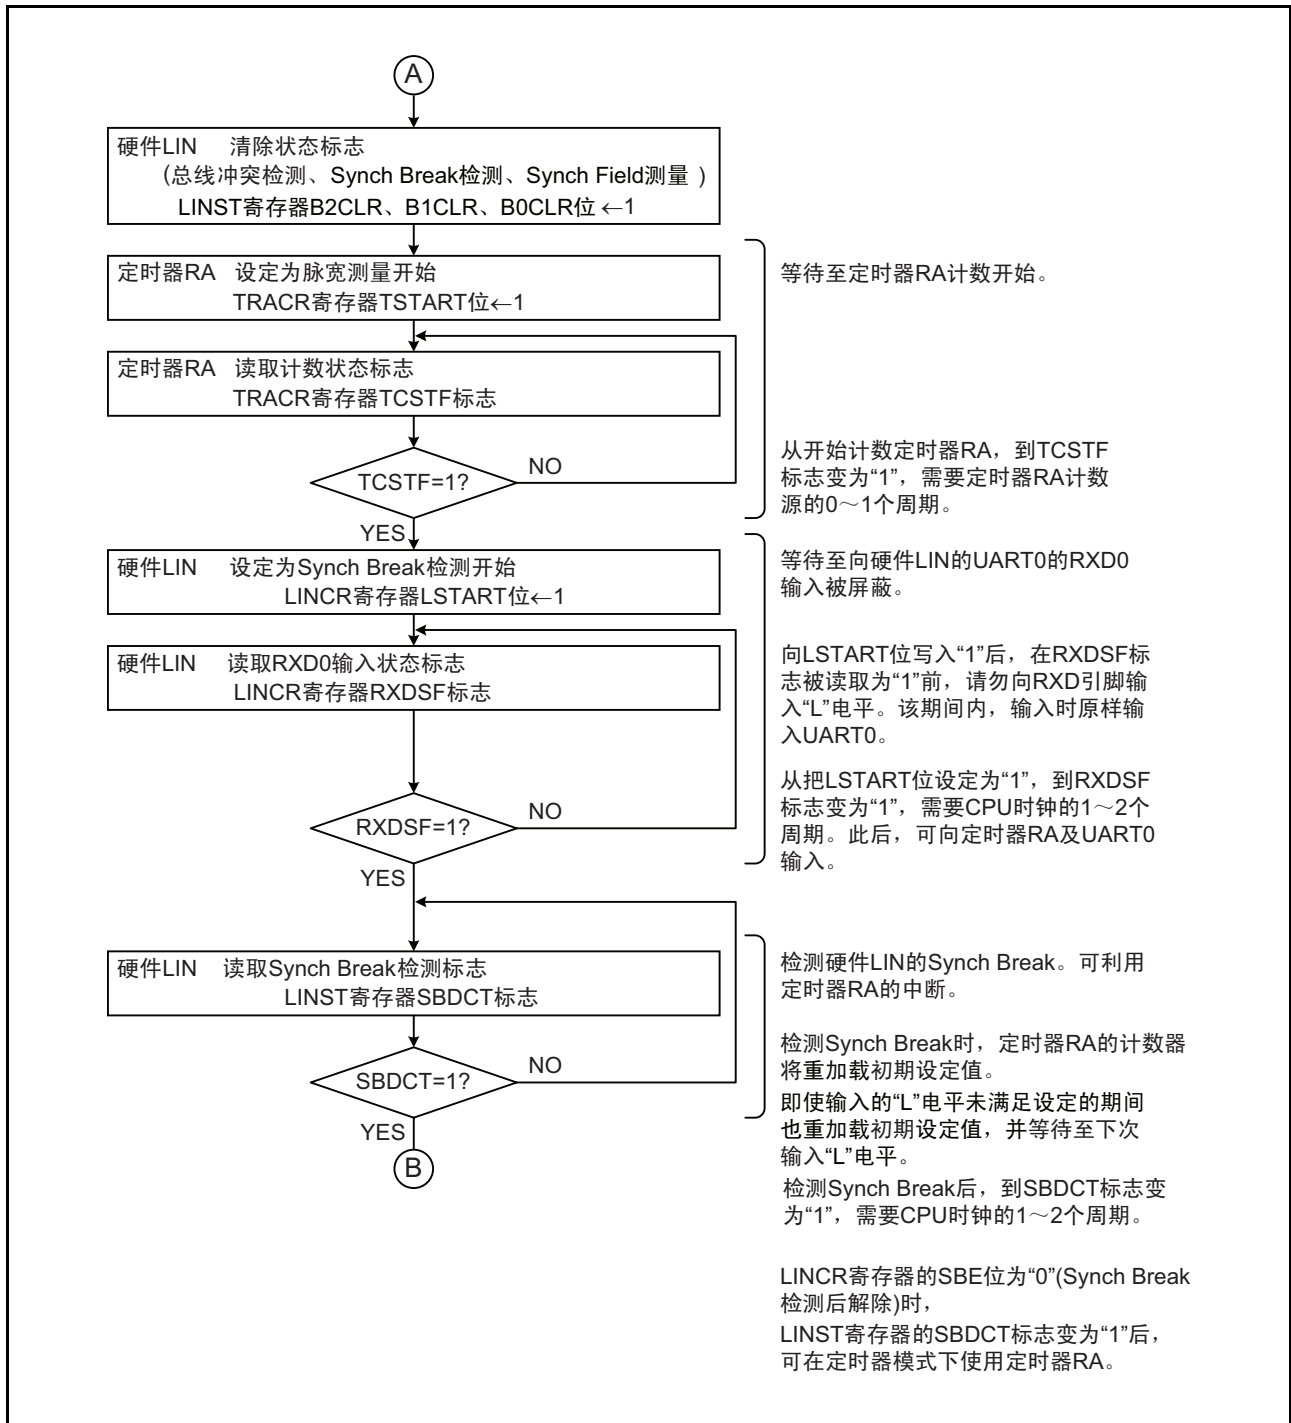 A
硬件LIN 清除状态标志
(总线冲突检测、Synch Break检测、Synch Field测量 )
LINST寄存器B2CLR、B1CLR、B0CLR位 ←1
定时器RA 设定为脉宽测量开始
TRACR寄存器TSTART位←1
等待至定时器RA计数开始。
定时器RA 读取计数状态标志
TRACR寄存器TCSTF标志
TCSTF=1?
NO
YES
从开始计数定时器RA，到TCSTF
标志变为“1”，需要定时器RA计数
源的0～1个周期。
硬件LIN 设定为Synch Break检测开始
LINCR寄存器LSTART位←1
等待至向硬件LIN的UART0的RXD0
输入被屏蔽。
硬件LIN 读取RXD0输入状态标志
LINCR寄存器RXDSF标志
向LSTART位写入“1”后，在RXDSF标
志被读取为“1”前，请勿向RXD引脚输
入“L”电平。该期间内，输入时原样输
入UART0。
RXDSF=1?
NO
YES
从把LSTART位设定为“1”，到RXDSF
标志变为“1”，需要CPU时钟的1～2个
周期。此后，可向定时器RA及UART0
输入。
硬件LIN 读取Synch Break检测标志
LINST寄存器SBDCT标志
检测硬件LIN的Synch Break。可利用
定时器RA的中断。
SBDCT=1?
NO
YES
B
检测Synch Break时，定时器RA的计数器
将重加载初期设定值。
即使输入的“L”电平未满足设定的期间
也重加载初期设定值，并等待至下次
输入“L”电平。
检测Synch Break后，到SBDCT标志变
为“1”，需要CPU时钟的1～2个周期。
LINCR寄存器的SBE位为“0”(Synch Break
检测后解除)时，
LINST寄存器的SBDCT标志变为“1”后，
可在定时器模式下使用定时器RA。